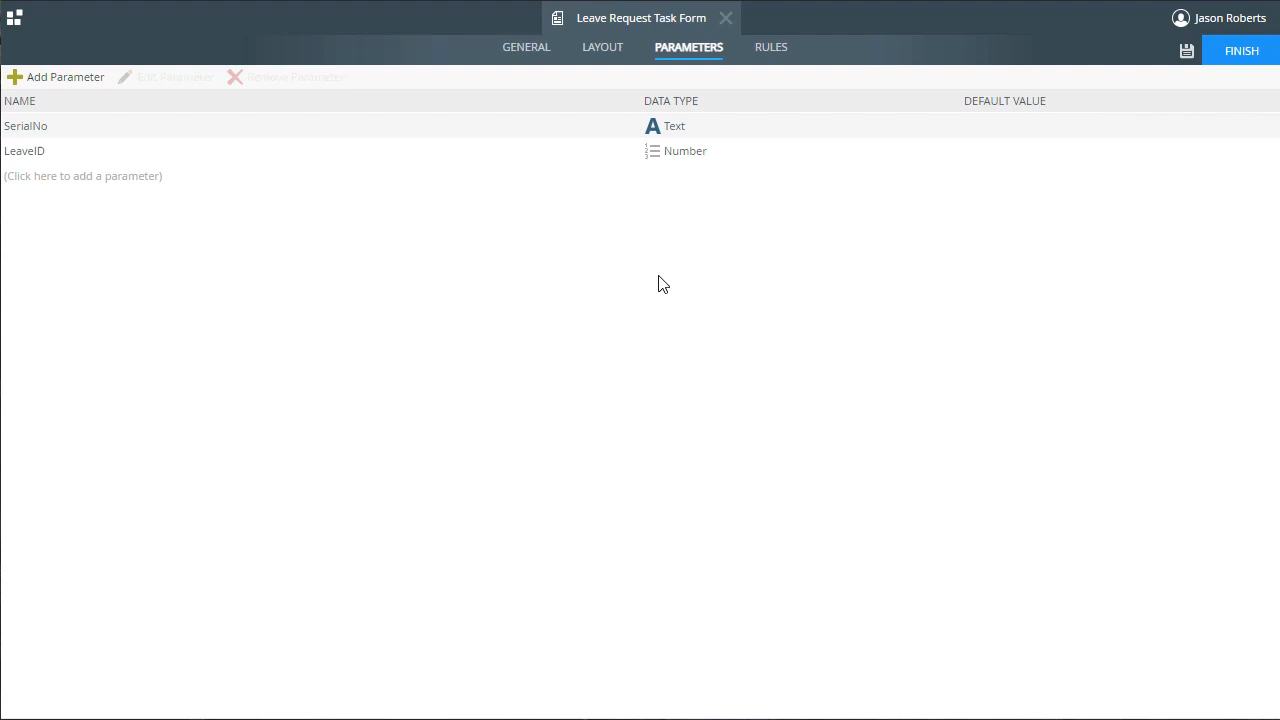 Leave Request Task Form
Jason Roberts
GENERAL LAYOUT PARAMETERS RULES
FINISH
Add Parameter Edit Parameter Remove Parameter
NAME DATA TYPE DEFAULT VALUE
SerialNo Text
LeaveID Number
(Click here to add a parameter)